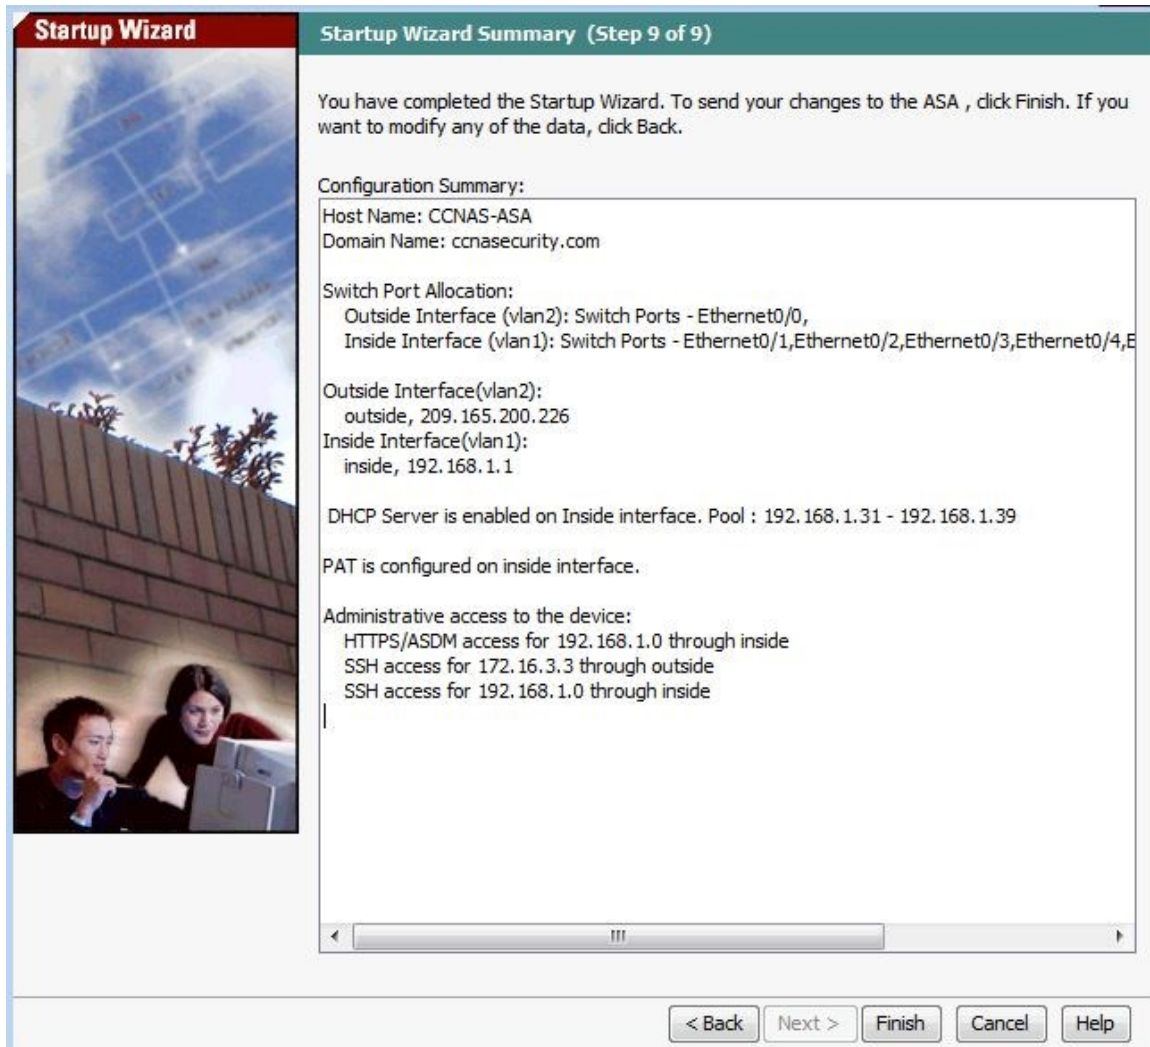 Startup Wizard
Startup Wizard Summary (Step 9 of 9)
You have completed the Startup Wizard. To send your changes to the ASA , click Finish. If you
want to modify any of the data, click Back.
Configuration Summary:
Host Name: CCNAS-ASA
Domain Name: ccnasecurity.com
Switch Port Allocation:
Outside Interface (vlan2): Switch Ports - Ethernet0/0,
Inside Interface (vlan1): Switch Ports - Ethernet0/1,Ethernet0/2,Ethernet0/3,Ethernet0/4,E
Outside Interface(vlan2):
outside, 209.165.200.226
Inside Interface(vlan1):
inside, 192.168.1.1
DHCP Server is enabled on Inside interface. Pool : 192.168.1.31 - 192.168.1.39
PAT is configured on inside interface.
Administrative access to the device:
HTTPS/ASDM access for 192.168.1.0 through inside
SSH access for 172.16.3.3 through outside
SSH access for 192.168.1.0 through inside
< Back Next > Finish Cancel Help